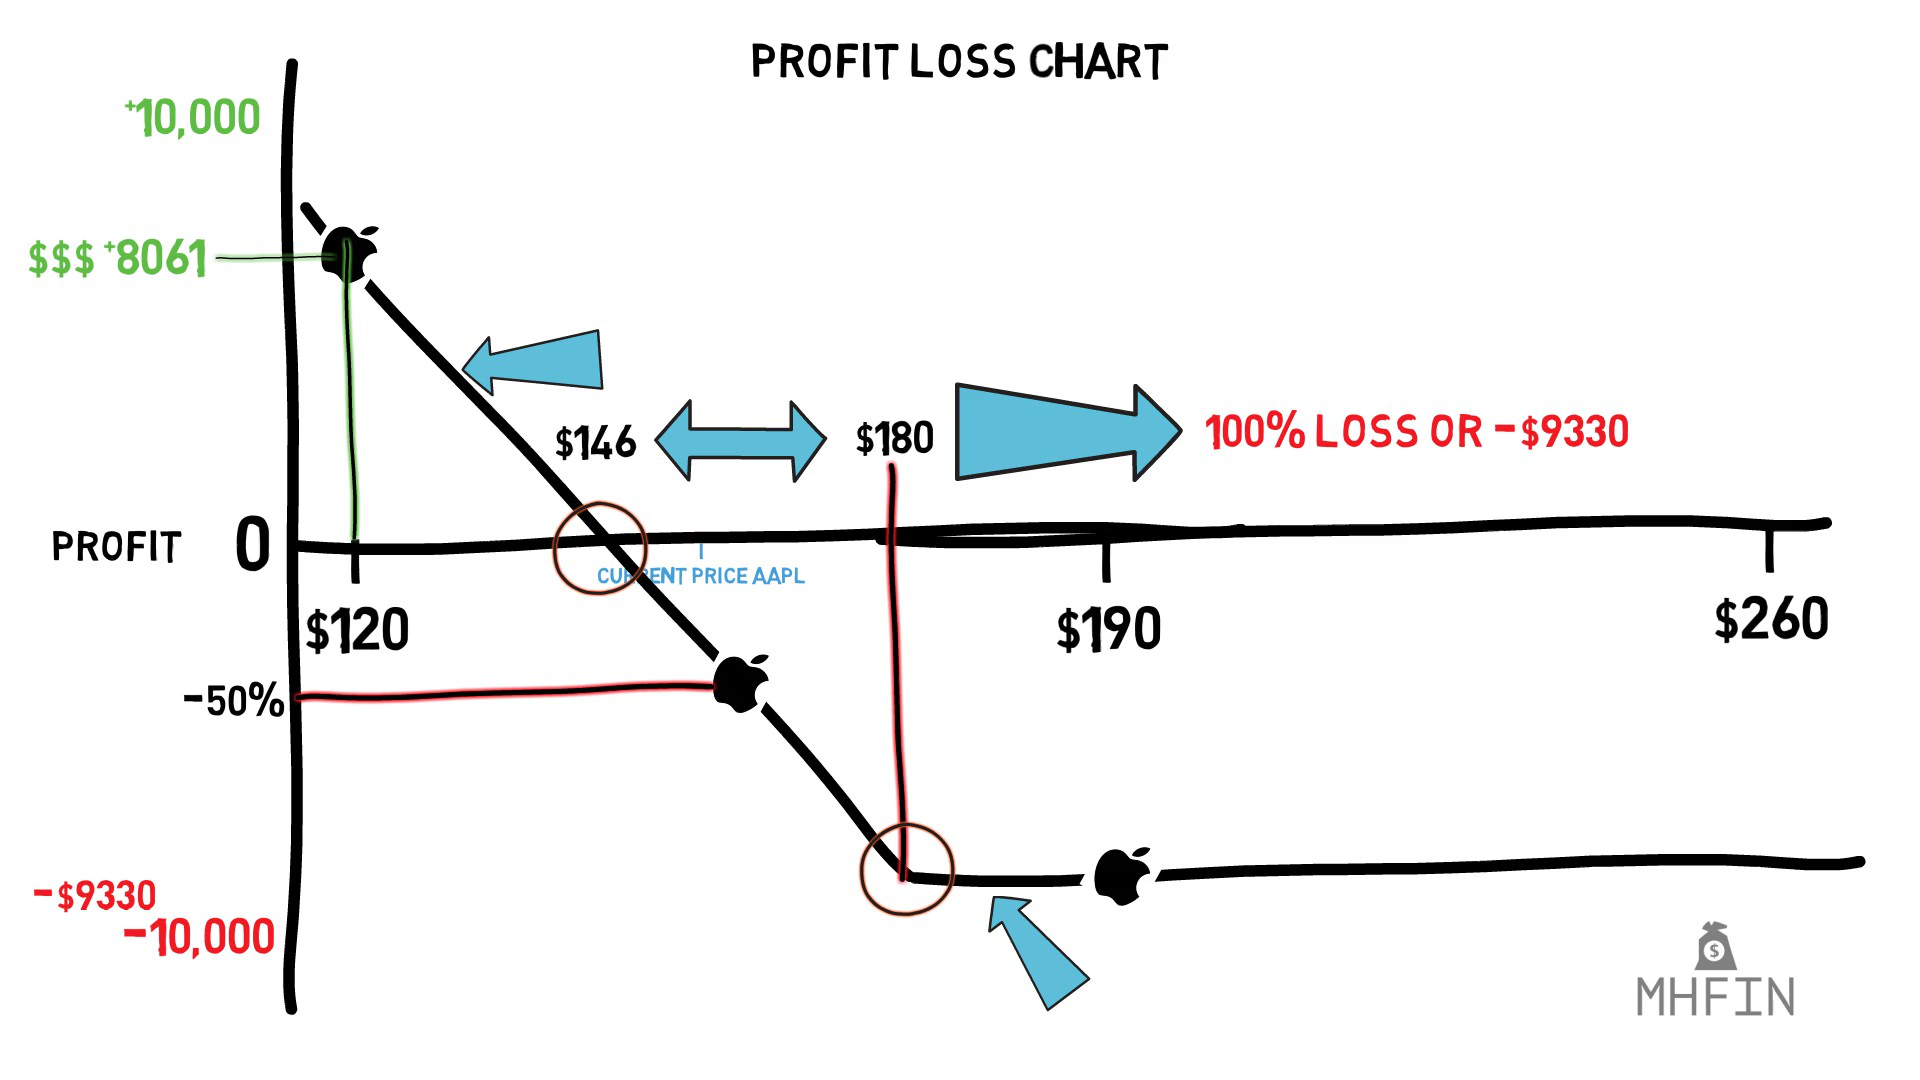 PROFIT LOSS CHART
+10,000
$$$ +8061
$146
$180
100% LOSS OR -$9330
PROFIT 0
CURRENT PRICE AAPL
$120
$190
$260
-50%
-$9330
-10,000
$
MHFIN